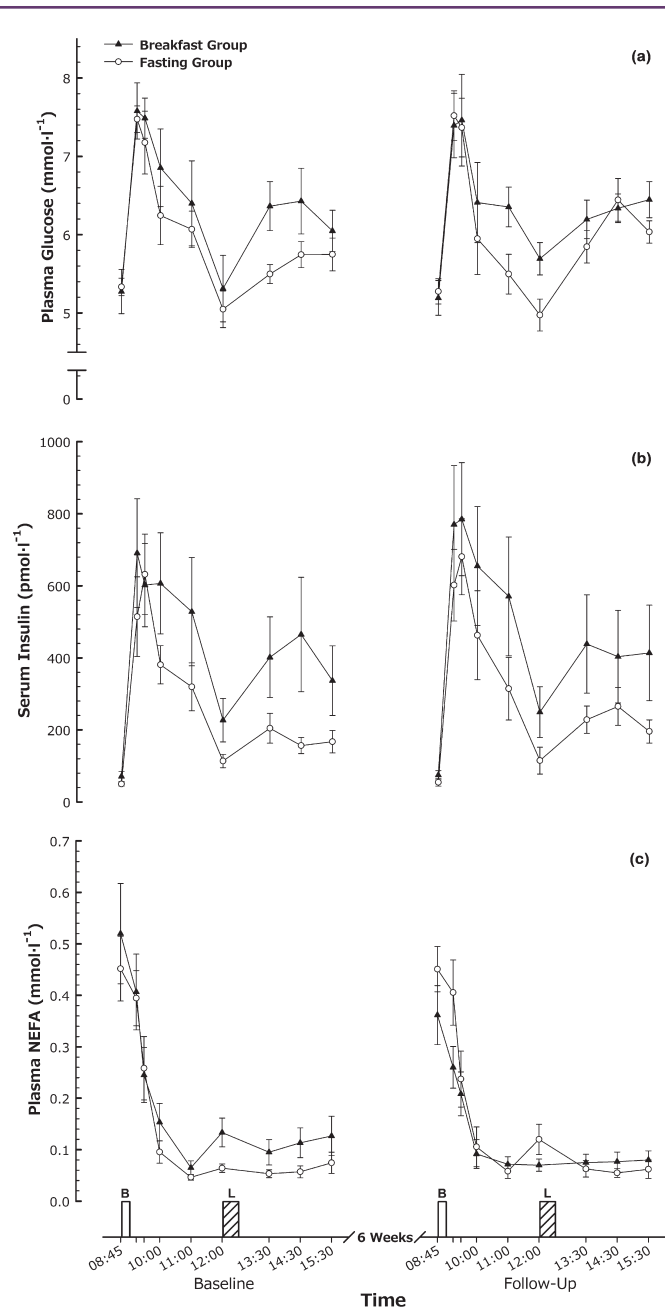 Breakfast Group
Fasting Group
(a)
Plasma Glucose (mmol·l⁻¹)
8
7
6
5
0
(b)
Serum Insulin (pmol·l⁻¹)
1000
800
600
400
200
0
(c)
Plasma NEFA (mmol·l⁻¹)
0.7
0.6
0.5
0.4
0.3
0.2
0.1
0.0
B
L
B
L
6 Weeks
08:45
10:00
11:00
12:00
13:30
14:30
15:30
08:45
10:00
11:00
12:00
13:30
14:30
15:30
Baseline
Follow-Up
Time